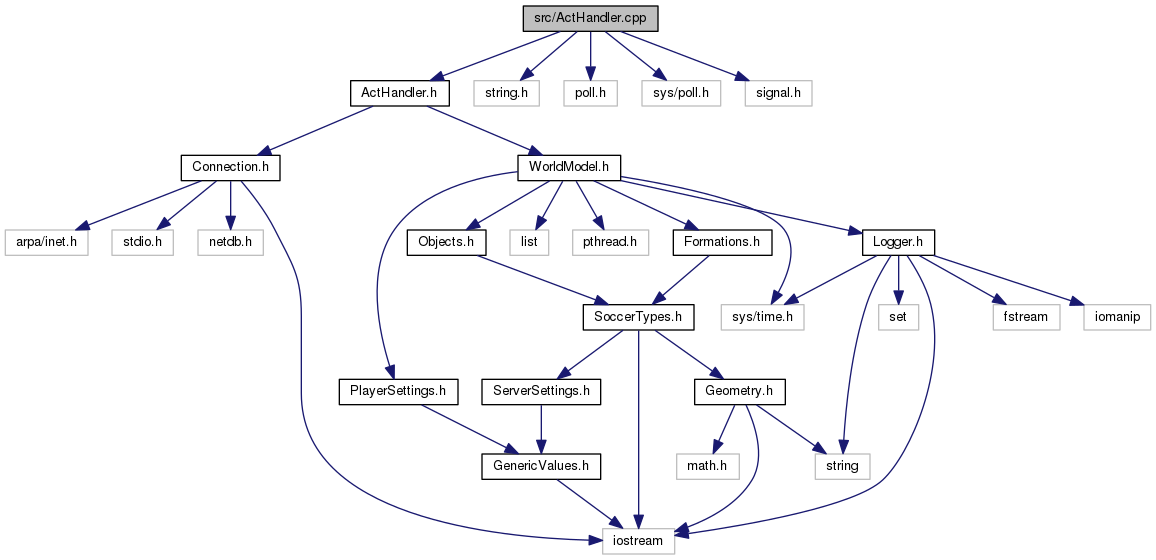 src/ActHandler.cpp
ActHandler.h
string.h
poll.h
sys/poll.h
signal.h
Connection.h
WorldModel.h
arpa/inet.h
stdio.h
netdb.h
Objects.h
list
pthread.h
Formations.h
Logger.h
SoccerTypes.h
sys/time.h
set
fstream
iomanip
PlayerSettings.h
ServerSettings.h
Geometry.h
GenericValues.h
math.h
string
iostream